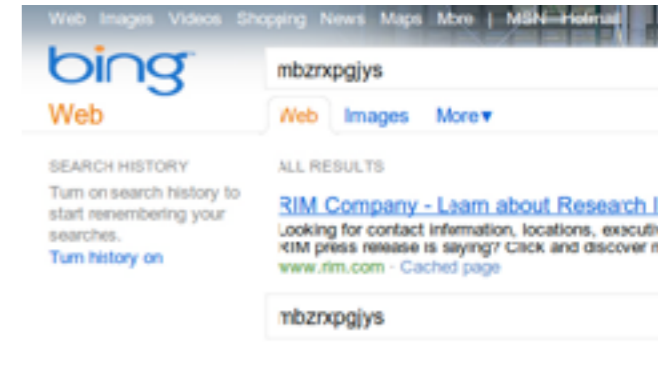 Web Images Videos Shopping News Maps More | MSN Hotmail
bing
mbzrxpgjys
Web
Web Images More▼
SEARCH HISTORY
Turn on search history to
start remembering your
searches.
Turn history on
ALL RESULTS
RIM Company - Learn about Research
Looking for contact information, locations, executi
RIM press release is saying? Click and discover
www.rim.com - Cached page
mbzrxpgjys